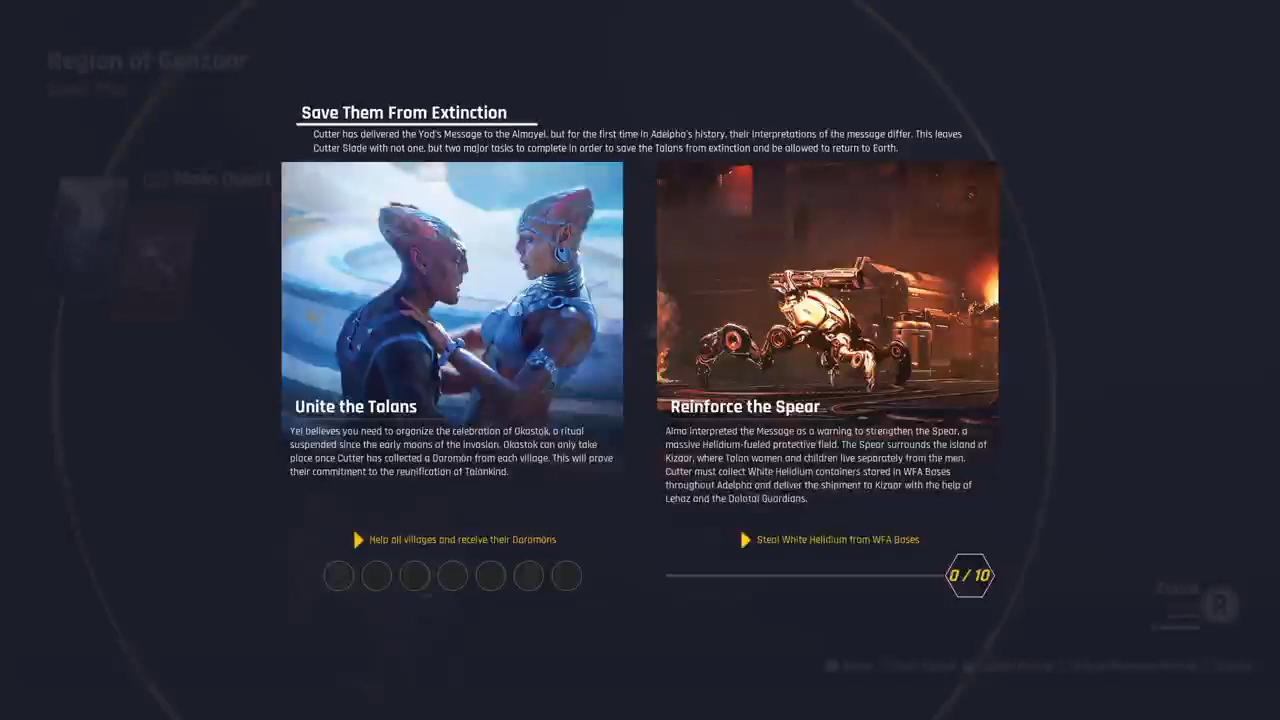 Region of Genzaar
Main Quest
Save Them From Extinction
Cutter has delivered the Yod's Message to the Almayel, but for the first time in Adelpha's history, their interpretations of the message differ. This leaves
Cutter Slade with not one, but two major tasks to complete in order to save the Talans from extinction and be allowed to return to Earth.
Unite the Talans
Yel believes you need to organize the celebration of Okastok, a ritual
suspended since the early moons of the invasion. Okastok can only take
place once Cutter has collected a Daramon from each village. This will prove
their commitment to the reunification of Talankind.
Help all villages and receive their Daramons
Reinforce the Spear
Alma interpreted the Message as a warning to strengthen the Spear, a
massive Helidium-fueled protective field. The Spear surrounds the island of
Kizaar, where Talan women and children live separately from the men.
Cutter must collect White Helidium containers stored in WFA Bases
throughout Adelpha and deliver the shipment to Kizaar with the help of
Lehaz and the Dolotai Guardians.
Steal White Helidium from WFA Bases
0 / 10